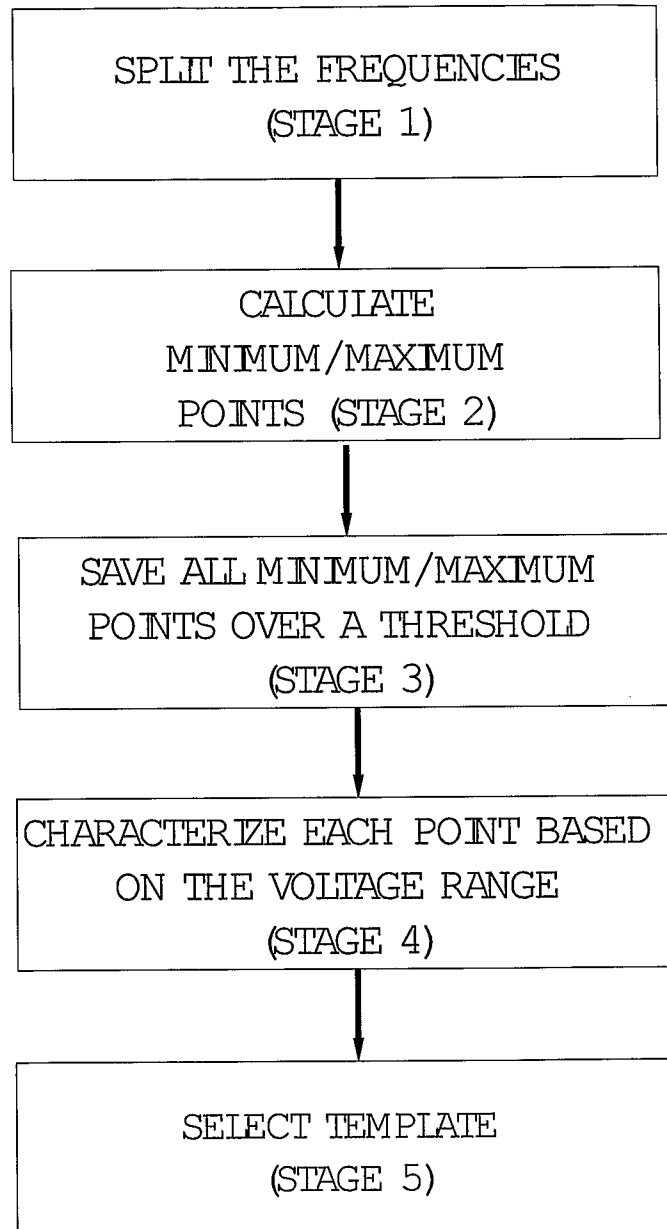 SPLIT THE FREQUENCIES
(STAGE 1)
CALCULATE
MINIMUM/MAXIMUM
POINTS (STAGE 2)
SAVE ALL MINIMUM/MAXIMUM
POINTS OVER A THRESHOLD
(STAGE 3)
CHARACTERIZE EACH POINT BASED
ON THE VOLTAGE RANGE
(STAGE 4)
SELECT TEMPLATE
(STAGE 5)